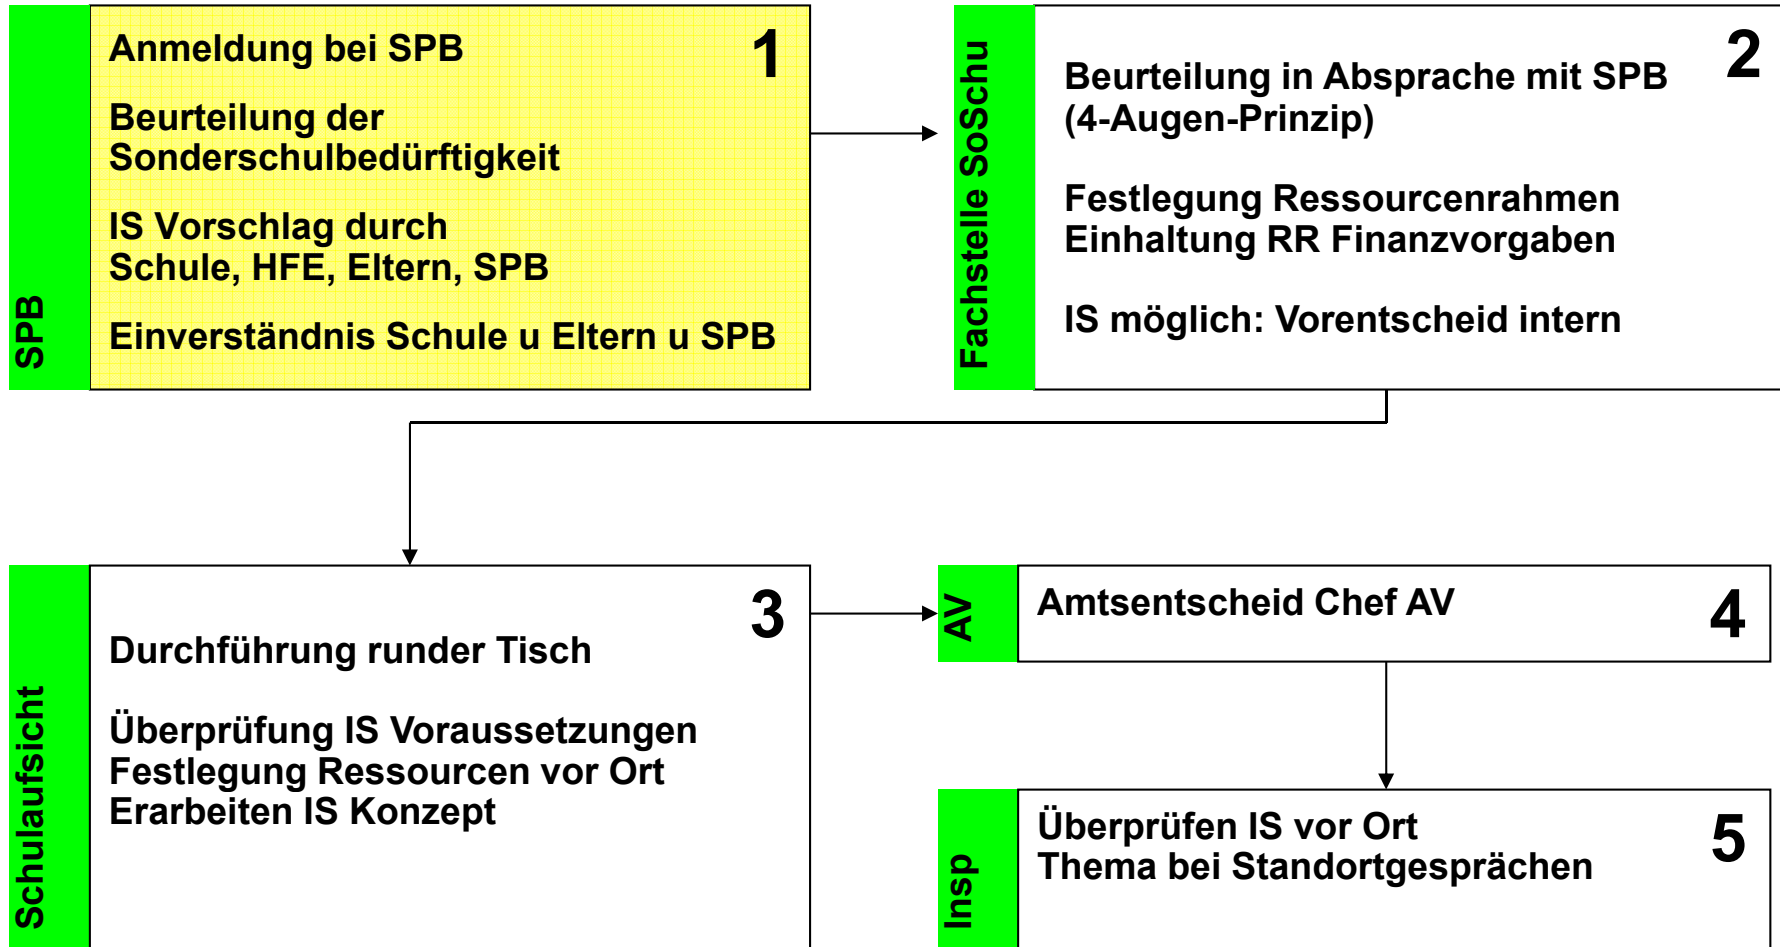 SPB
Anmeldung bei SPB
1
Beurteilung der
Sonderschulbedürftigkeit
IS Vorschlag durch
Schule, HFE, Eltern, SPB
Einverständnis Schule u Eltern u SPB
Fachstelle SoSchu
2
Beurteilung in Absprache mit SPB
(4-Augen-Prinzip)
Festlegung Ressourcenrahmen
Einhaltung RR Finanzvorgaben
IS möglich: Vorentscheid intern
Schulaufsicht
3
Durchführung runder Tisch
Überprüfung IS Voraussetzungen
Festlegung Ressourcen vor Ort
Erarbeiten IS Konzept
AV
Amtsentscheid Chef AV
4
Insp
Überprüfen IS vor Ort
5
Thema bei Standortgesprächen